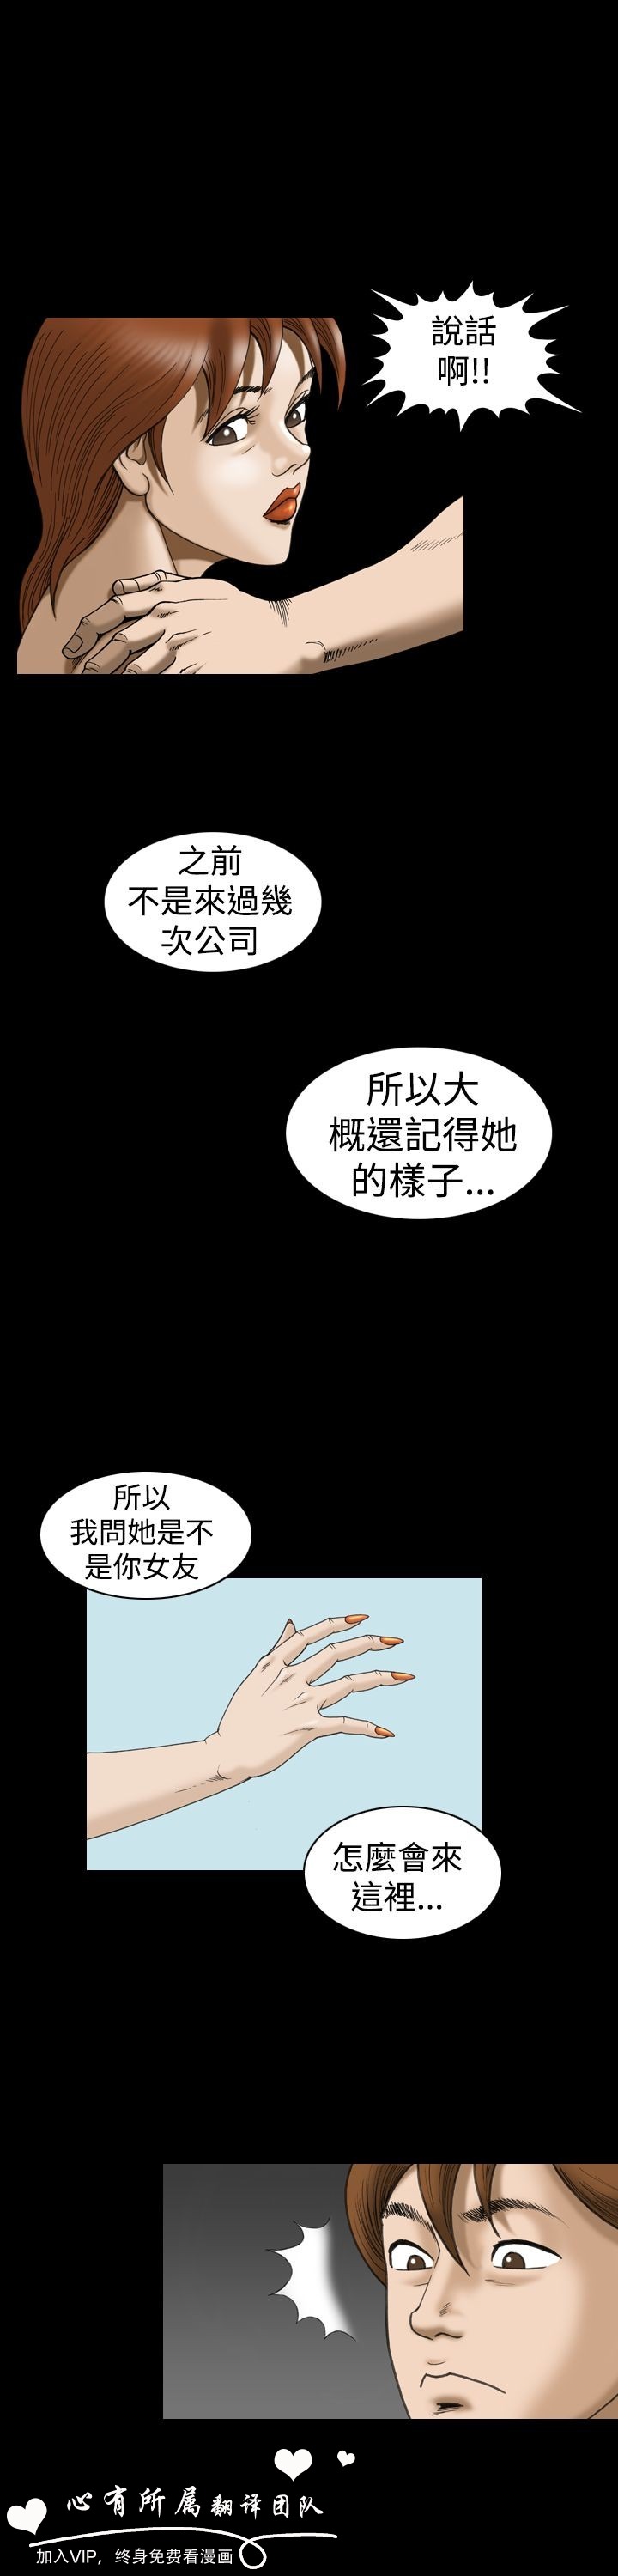 說話
啊!!
之前
不是來過幾
次公司
所以大
概還記得她
的樣子...
所以
我問她是不
是你女友
怎麼會來
這裡...
心有所属翻译团队
加入VIP，终身免费看漫画